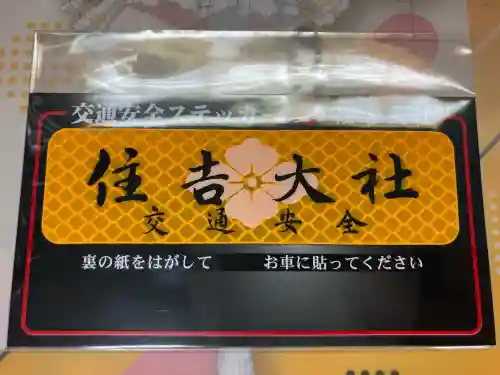 交通安全ステッカー
住吉大社
交通安全
裏の紙をはがして お車に貼ってください